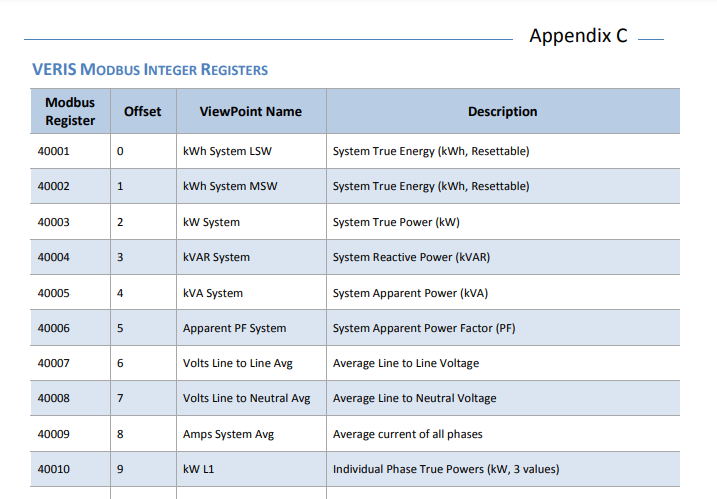 Appendix C
VERIS MODBUS INTEGER REGISTERS
Modbus Register Offset ViewPoint Name Description
40001 0 kWh System LSW System True Energy (kWh, Resettable)
40002 1 kWh System MSW System True Energy (kWh, Resettable)
40003 2 kW System System True Power (kW)
40004 3 kVAR System System Reactive Power (kVAR)
40005 4 kVA System System Apparent Power (kVA)
40006 5 Apparent PF System System Apparent Power Factor (PF)
40007 6 Volts Line to Line Avg Average Line to Line Voltage
40008 7 Volts Line to Neutral Avg Average Line to Neutral Voltage
40009 8 Amps System Avg Average current of all phases
40010 9 kW L1 Individual Phase True Powers (kW, 3 values)